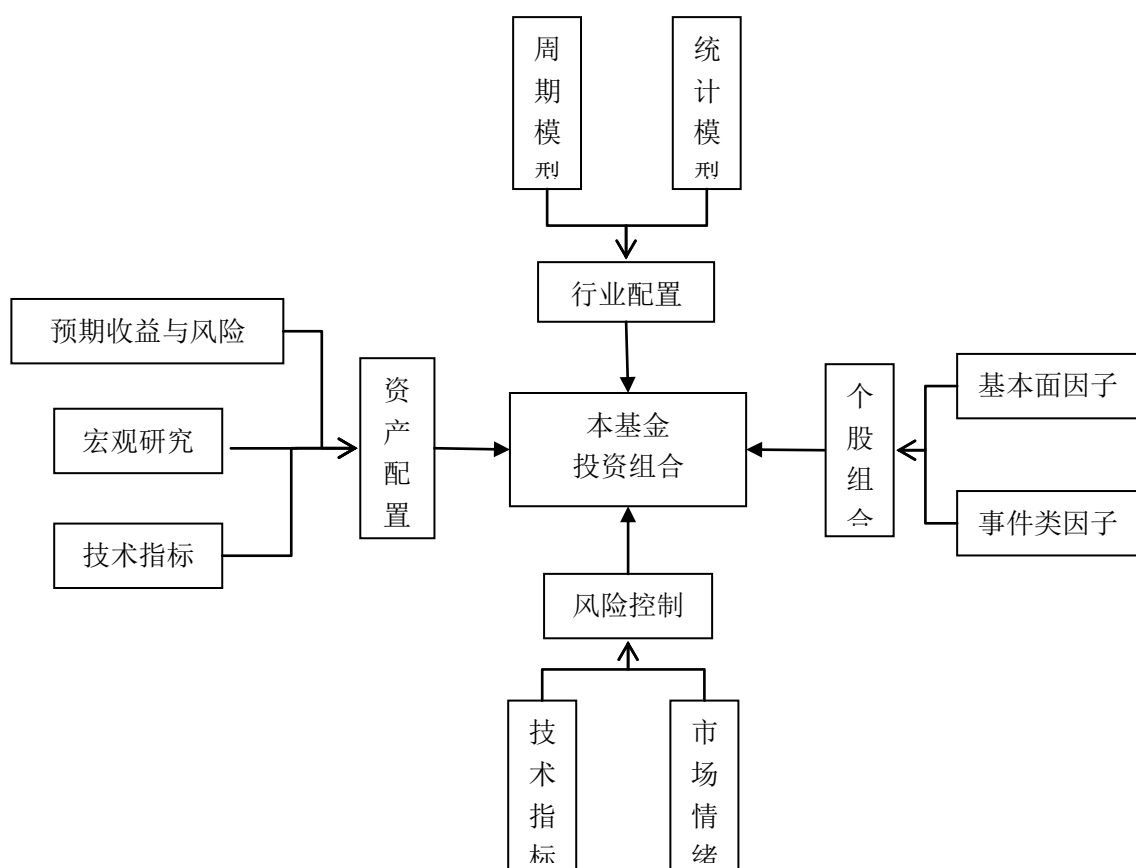 周期模型
统计模型
行业配置
预期收益与风险
宏观研究
技术指标
资产配置
本基金
投资组合
个股组合
基本面因子
事件类因子
风险控制
技术指标
市场情绪